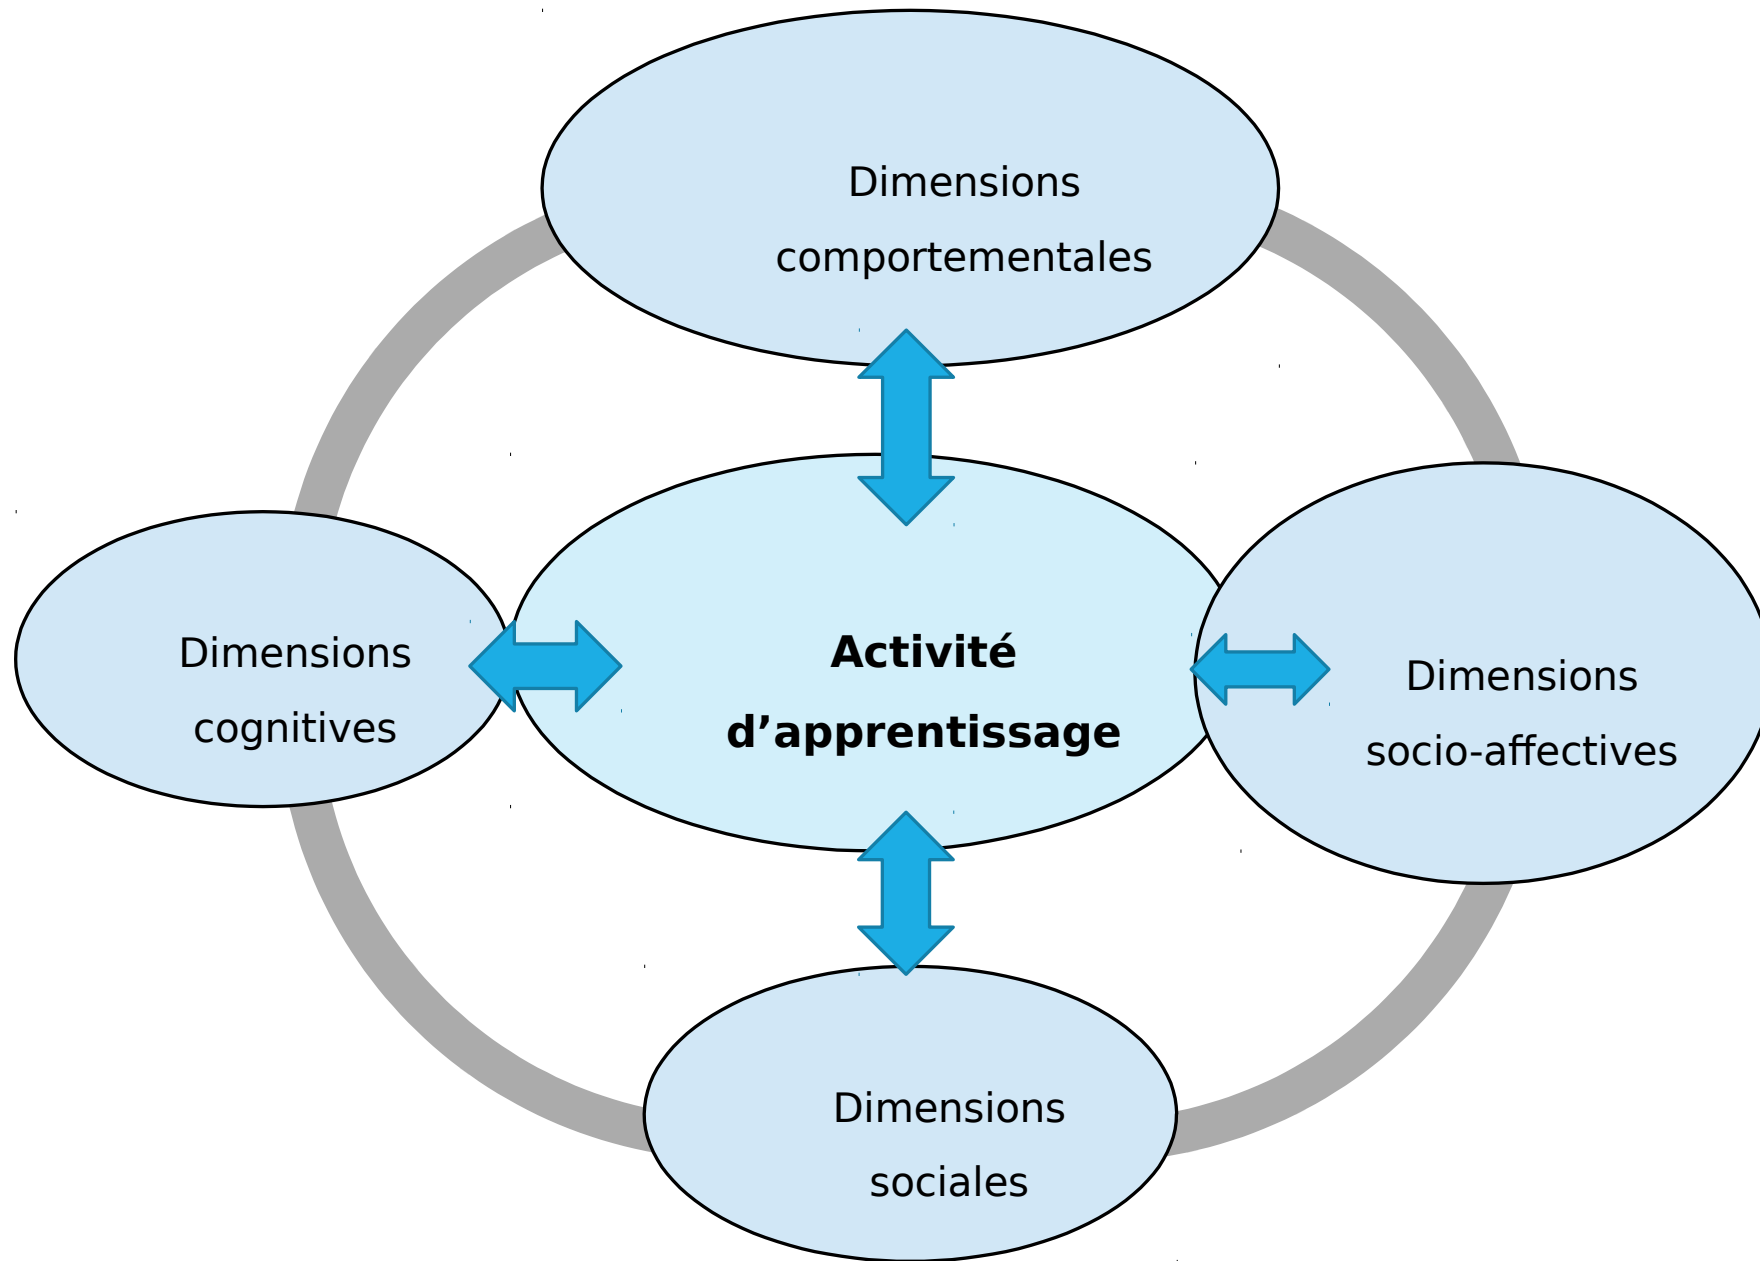 Dimensions
comportementales
Dimensions
cognitives
Activité
d’apprentissage
Dimensions
socio-affectives
Dimensions
sociales